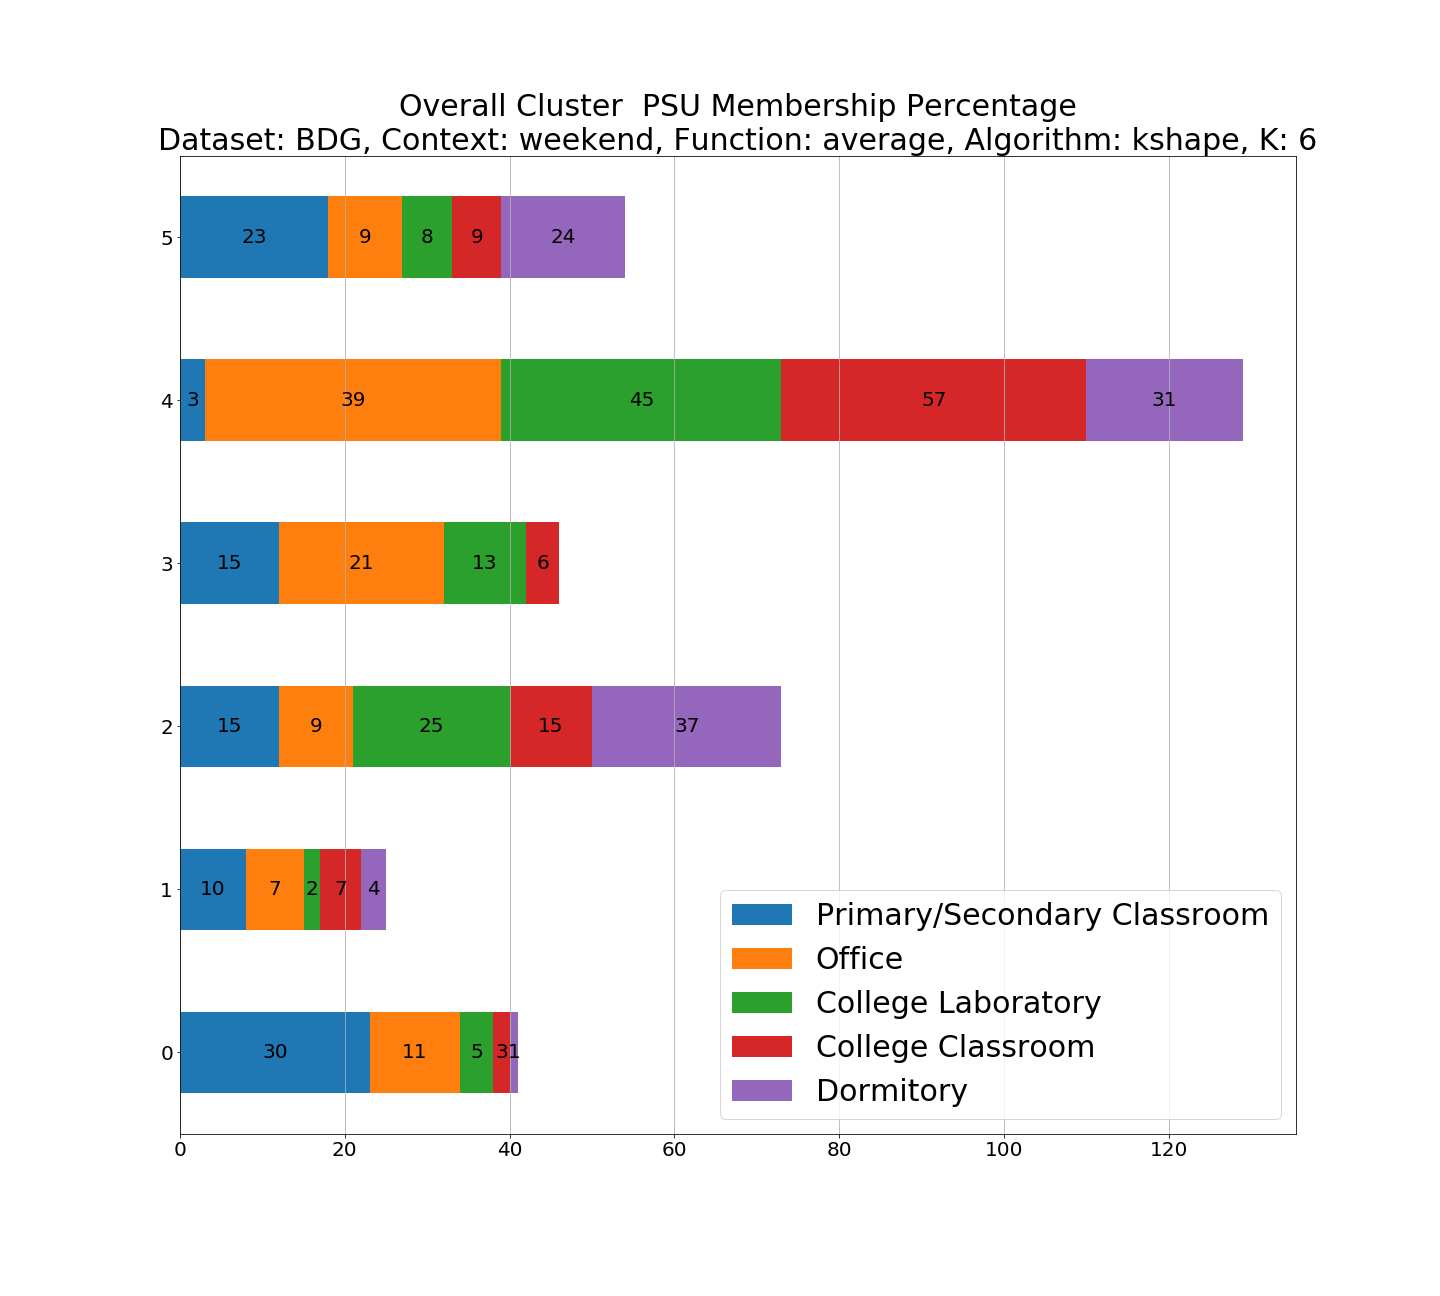 Overall Cluster  PSU Membership Percentage
Dataset: BDG, Context: weekend, Function: average, Algorithm: kshape, K: 6
5 23 9 8 9 24
4 3 39 45 57 31
3 15 21 13 6
2 15 9 25 15 37
1 10 7 2 7 4
0 30 11 5 3 1
Primary/Secondary Classroom
Office
College Laboratory
College Classroom
Dormitory
0 20 40 60 80 100 120